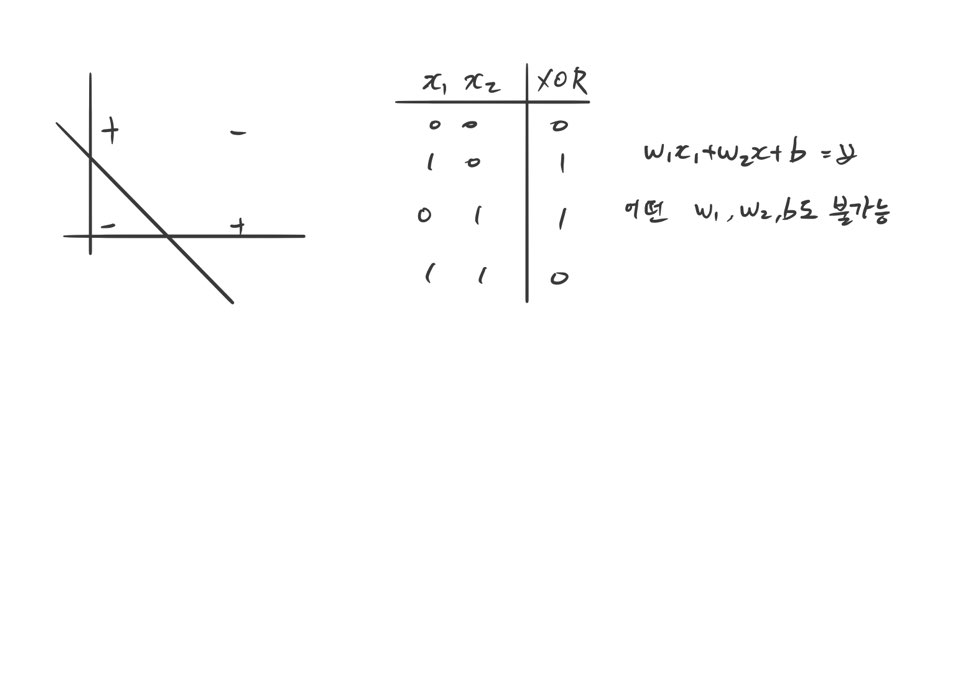 + -
- +
x₁ x₂ XOR
0 0 0
1 0 1
0 1 1
1 1 0
w₁x₁+w₂x+b =
어떤 w₁, w₂, b도 불가능